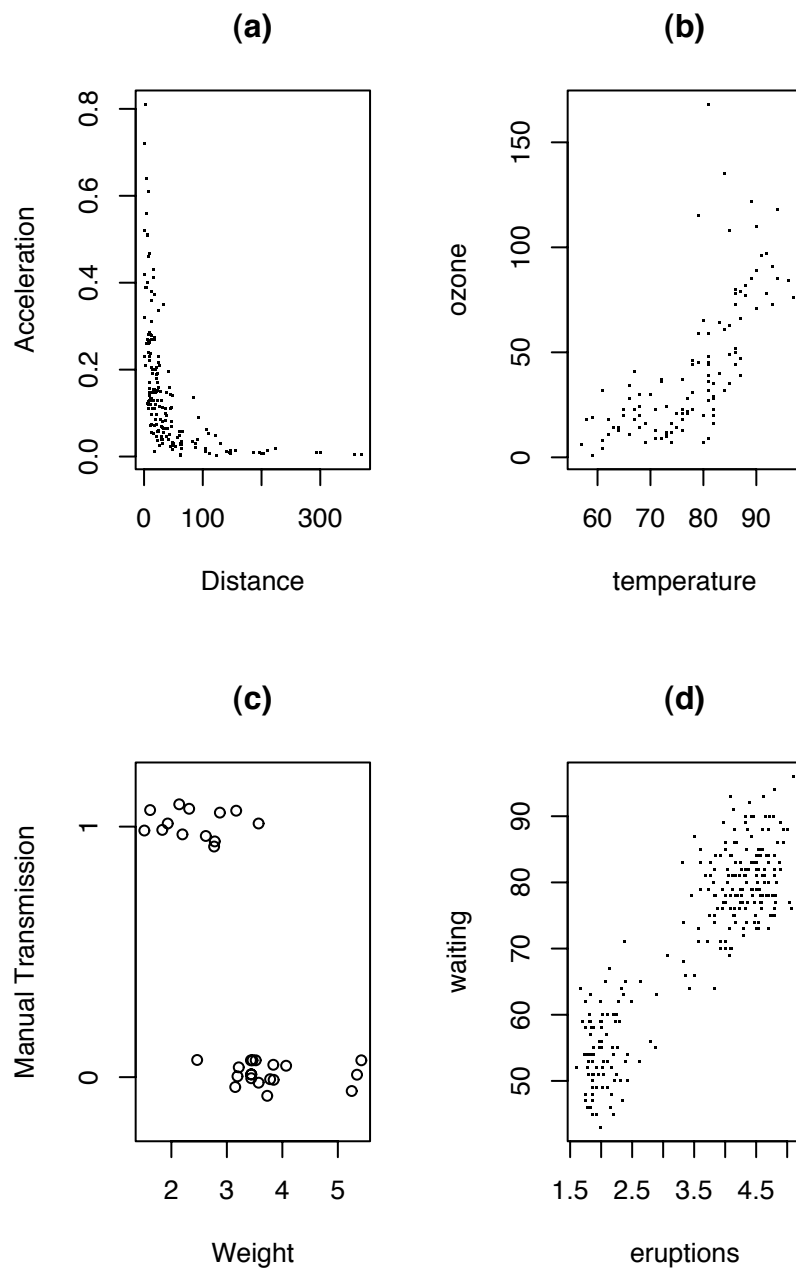 (a)
Acceleration
0.0 0.2 0.4 0.6 0.8
0 100 300
Distance
(b)
ozone
0 50 100 150
60 70 80 90
temperature
(c)
Manual Transmission
0 1
2 3 4 5
Weight
(d)
waiting
50 60 70 80 90
1.5 2.5 3.5 4.5
eruptions